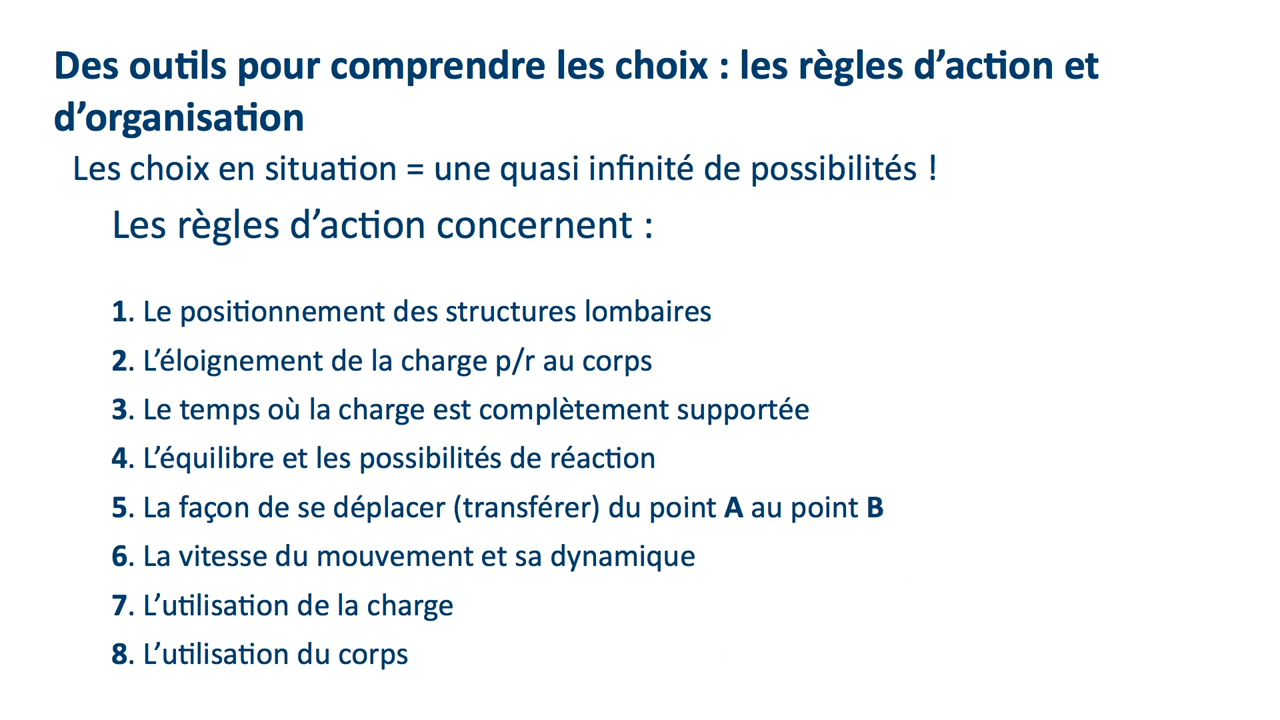 Des outils pour comprendre les choix : les règles d’action et
d’organisation
Les choix en situation = une quasi infinité de possibilités !
Les règles d’action concernent :
1. Le positionnement des structures lombaires
2. L’éloignement de la charge p/r au corps
3. Le temps où la charge est complètement supportée
4. L’équilibre et les possibilités de réaction
5. La façon de se déplacer (transférer) du point A au point B
6. La vitesse du mouvement et sa dynamique
7. L’utilisation de la charge
8. L’utilisation du corps